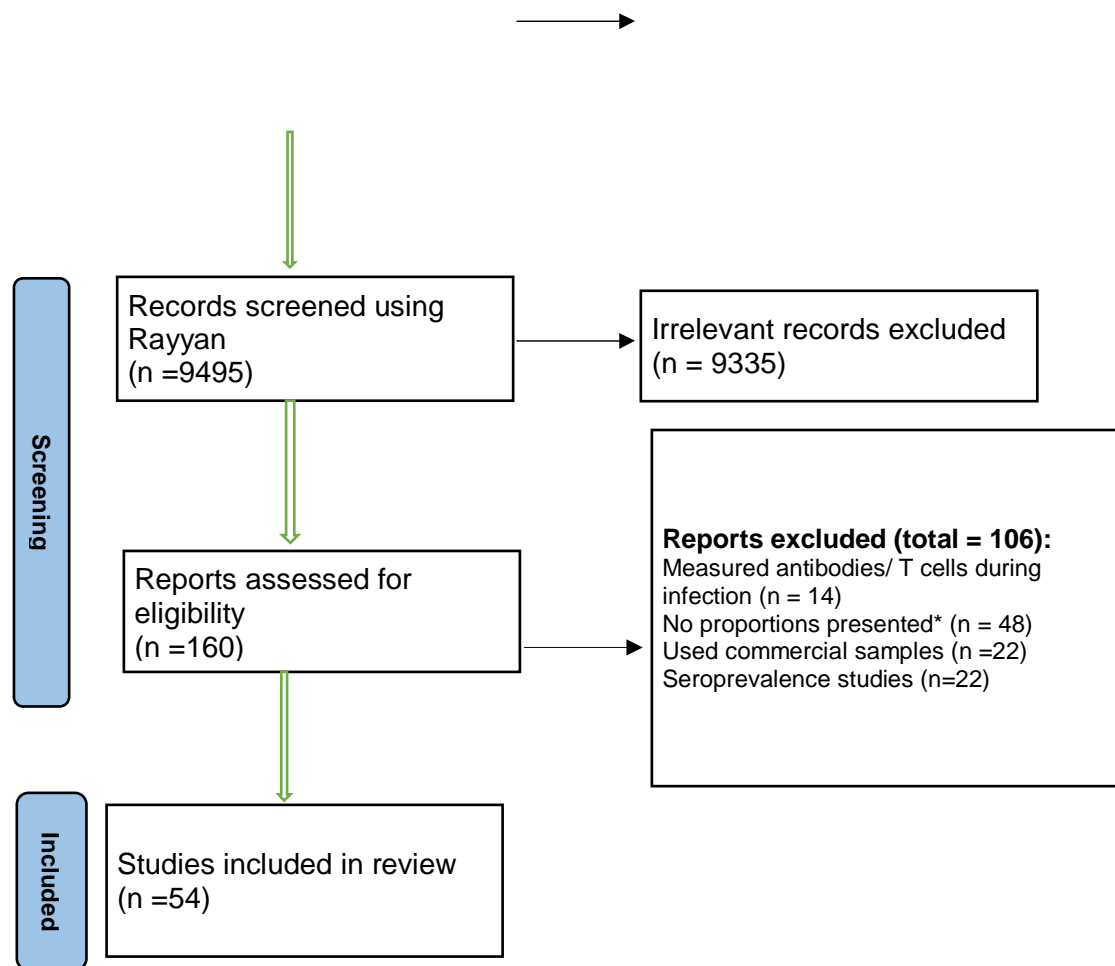 Screening
Records screened using
Rayyan
(n =9495)
Irrelevant records excluded
(n = 9335)
Reports assessed for
eligibility
(n =160)
Reports excluded (total = 106):
Measured antibodies/ T cells during
infection (n = 14)
No proportions presented* (n = 48)
Used commercial samples (n =22)
Seroprevalence studies (n=22)
Included
Studies included in review
(n =54)